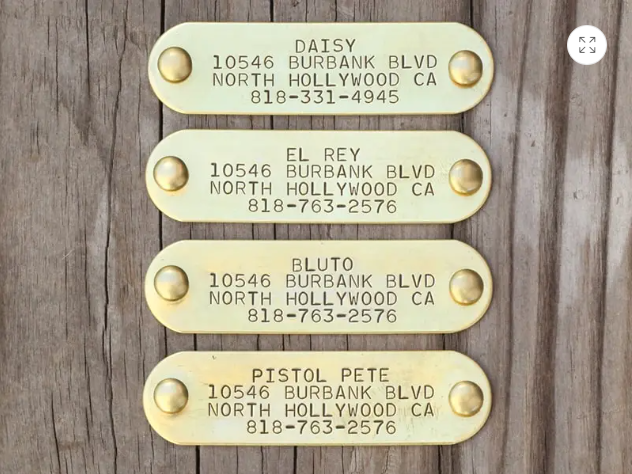 DAISY
10546 BURBANK BLVD
NORTH HOLLYWOOD CA
818-331-4945
EL REY
10546 BURBANK BLVD
NORTH HOLLYWOOD CA
818-763-2576
BLUTO
10546 BURBANK BLVD
NORTH HOLLYWOOD CA
818-763-2576
PISTOL PETE
10546 BURBANK BLVD
NORTH HOLLYWOOD CA
818-763-2576